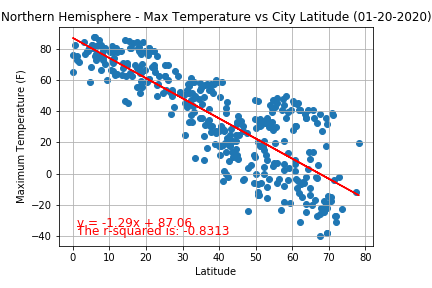 Northern Hemisphere - Max Temperature vs City Latitude (01-20-2020)
Maximum Temperature (F)
80
60
40
20
0
−20
−40
y = -1.29x + 87.06
The r-squared is: -0.8313
0 10 20 30 40 50 60 70 80
Latitude